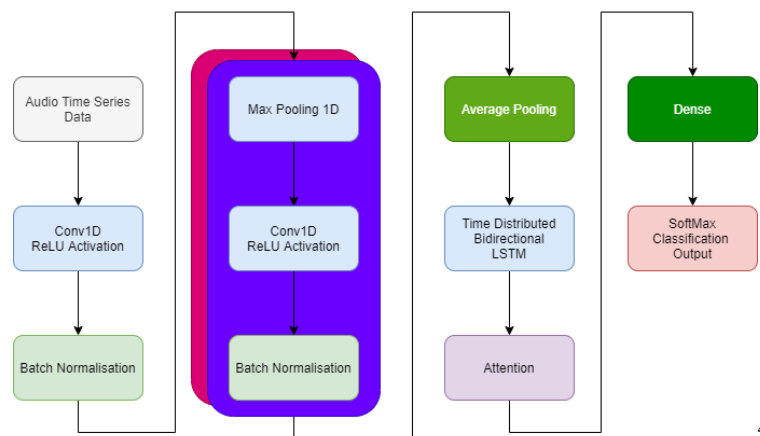 Audio Time Series
Data
Conv1D
ReLU Activation
Batch Normalisation
Max Pooling 1D
Conv1D
ReLU Activation
Batch Normalisation
Average Pooling
Time Distributed
Bidirectional
LSTM
Attention
Dense
SoftMax
Classification
Output